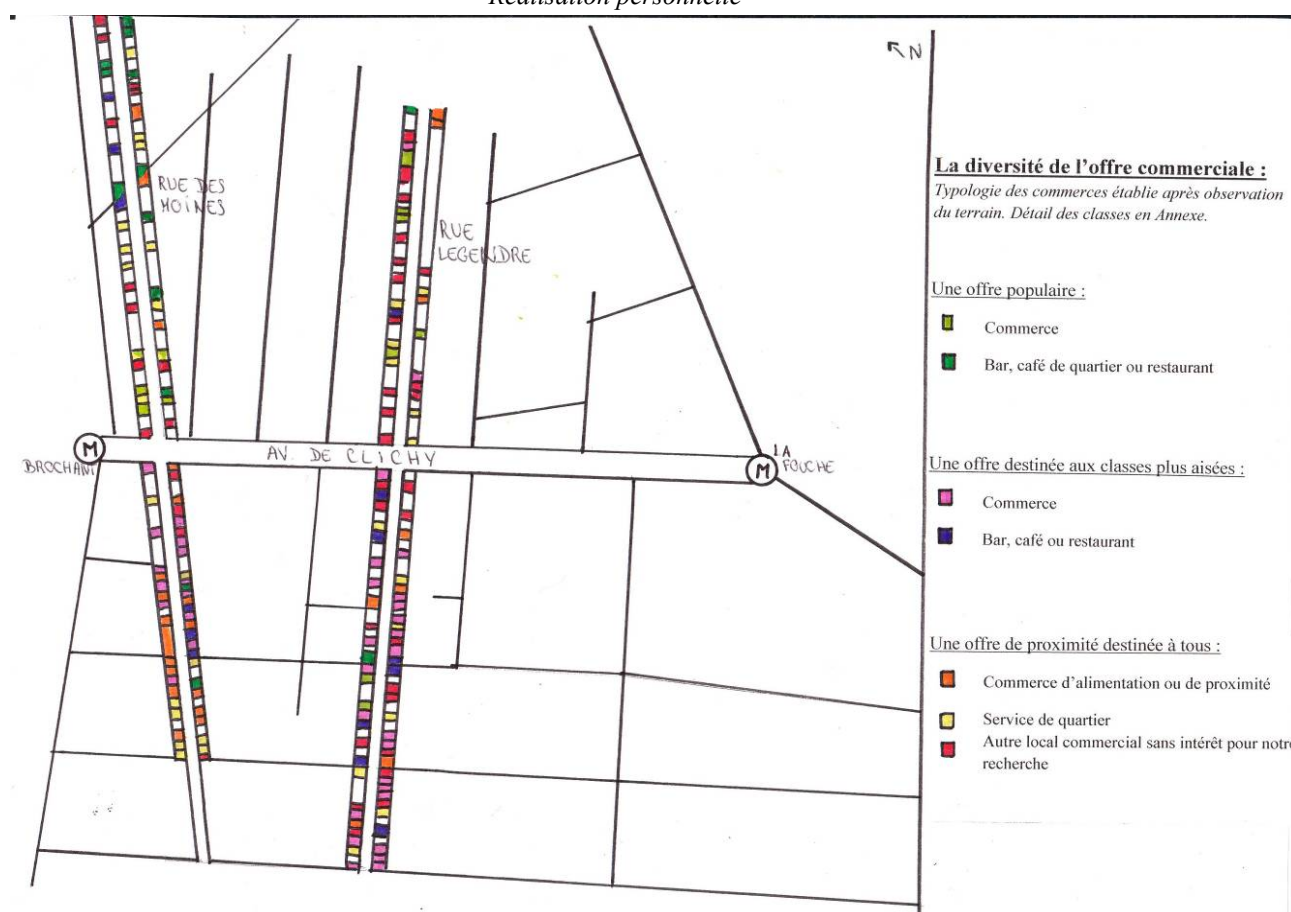 Réalisation personnelle
N
RUE DES
MOINES
RUE
LEGENDRE
M
BROCHANT
AV. DE CLICHY
M
LA
FOUCHE
La diversité de l'offre commerciale :
Typologie des commerces établie après observation
du terrain. Détail des classes en Annexe.
Une offre populaire :
Commerce
Bar, café de quartier ou restaurant
Une offre destinée aux classes plus aisées :
Commerce
Bar, café ou restaurant
Une offre de proximité destinée à tous :
Commerce d'alimentation ou de proximité
Service de quartier
Autre local commercial sans intérêt pour notre
recherche